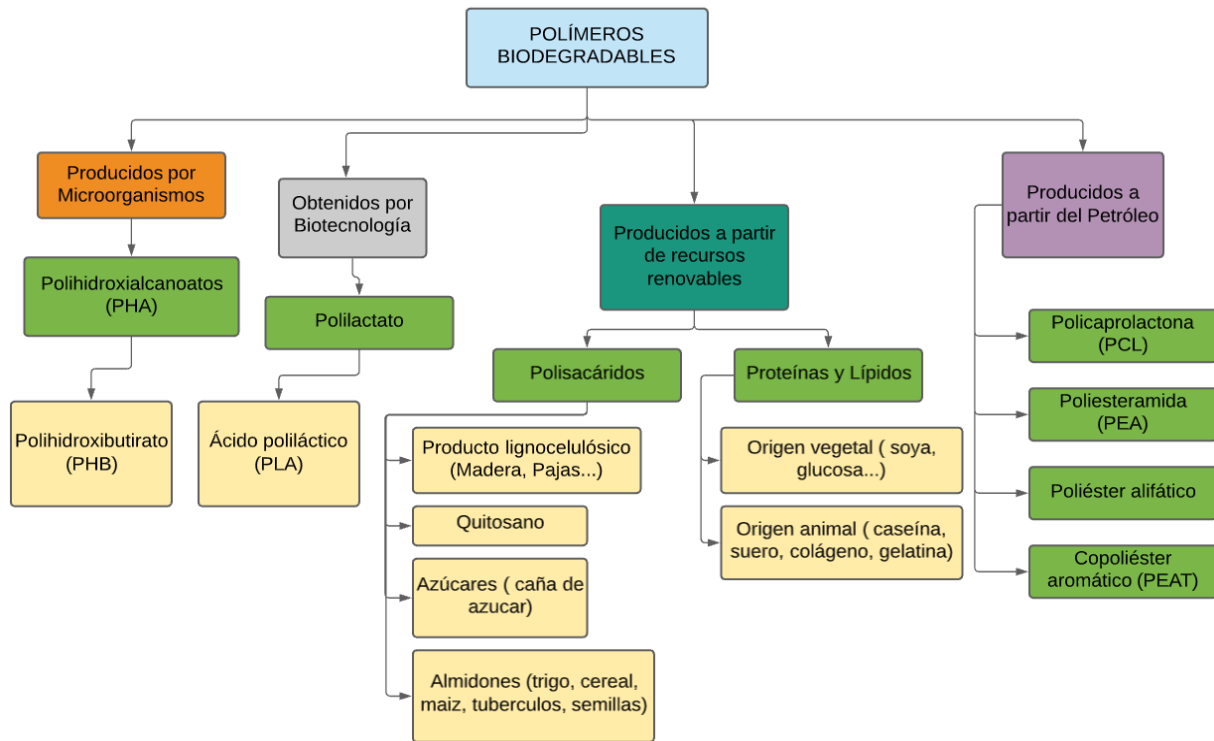 POLÍMEROS
BIODEGRADABLES
Producidos por
Microorganismos
Obtenidos por
Biotecnología
Producidos a partir
de recursos
renovables
Producidos a
partir del Petróleo
Polihidroxialcanoatos
(PHA)
Polilactato
Polisacáridos
Proteínas y Lípidos
Policaprolactona
(PCL)
Poliesteramida
(PEA)
Poliéster alifático
Copoliéster
aromático (PEAT)
Polihidroxibutirato
(PHB)
Ácido poliláctico
(PLA)
Producto lignocelulósico
(Madera, Pajas...)
Quitosano
Azúcares ( caña de
azucar)
Almidones (trigo, cereal,
maiz, tuberculos, semillas)
Origen vegetal ( soya,
glucosa...)
Origen animal ( caseína,
suero, colágeno, gelatina)